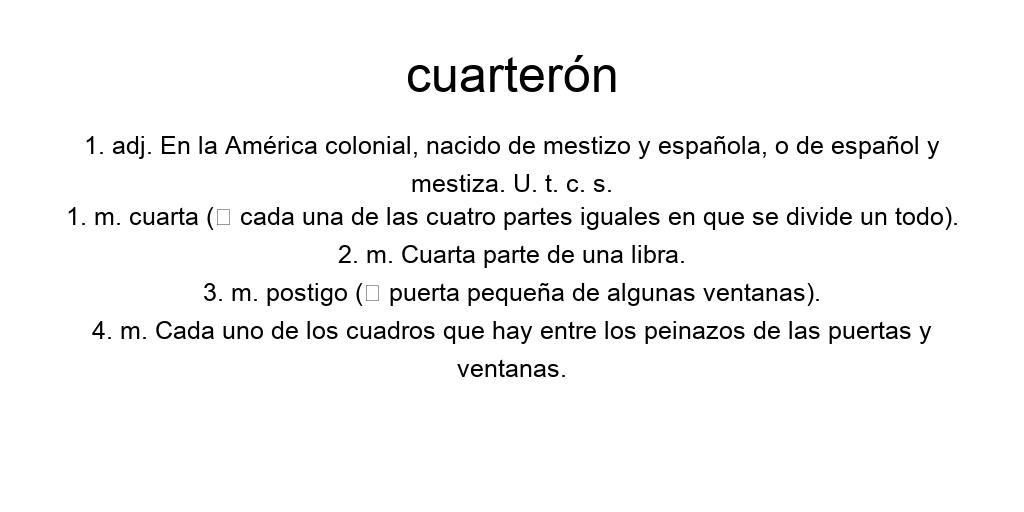 cuarterón
1. adj. En la América colonial, nacido de mestizo y española, o de español y
mestiza. U. t. c. s.
1. m. cuarta (□ cada una de las cuatro partes iguales en que se divide un todo).
2. m. Cuarta parte de una libra.
3. m. postigo (□ puerta pequeña de algunas ventanas).
4. m. Cada uno de los cuadros que hay entre los peinazos de las puertas y
ventanas.